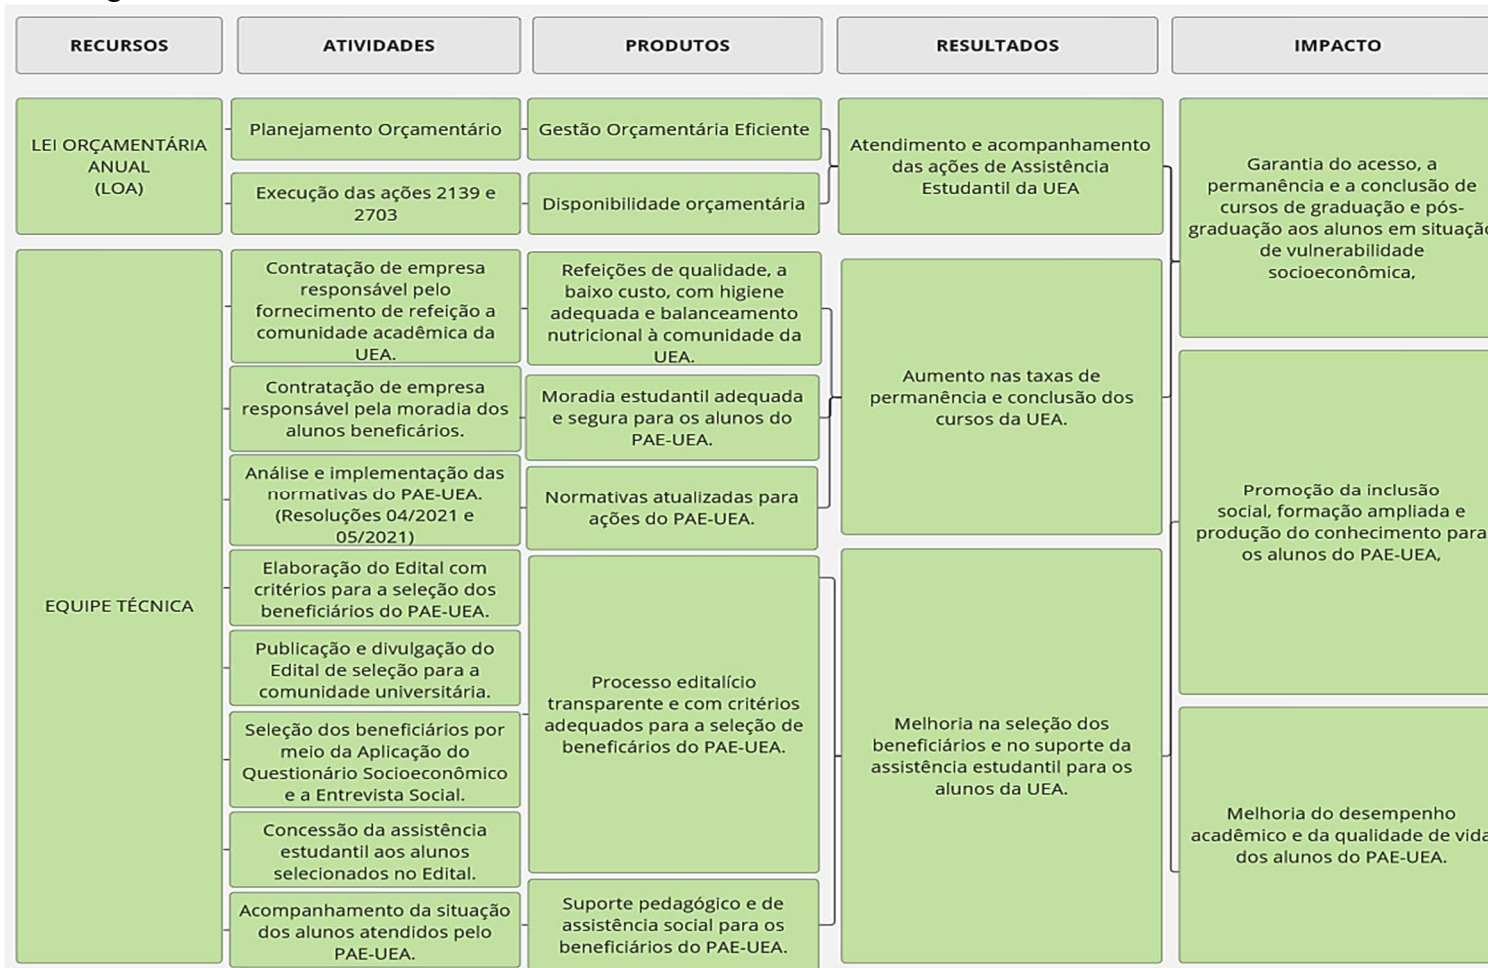 RECURSOS
ATIVIDADES
PRODUTOS
RESULTADOS
IMPACTO
LEI ORÇAMENTÁRIA
ANUAL
(LOA)
Planejamento Orçamentário
Execução das ações 2139 e
2703
Gestão Orçamentária Eficiente
Disponibilidade orçamentária
Atendimento e acompanhamento
das ações de Assistência
Estudantil da UEA
Garantia do acesso, a
permanência e a conclusão de
cursos de graduação e pós-
graduação aos alunos em situaçã
de vulnerabilidade
socioeconômica,
EQUIPE TÉCNICA
Contratação de empresa
responsável pelo
fornecimento de refeição a
comunidade acadêmica da
UEA.
Contratação de empresa
responsável pela moradia dos
alunos beneficários.
Análise e implementação das
normativas do PAE-UEA.
(Resoluções 04/2021 e
05/2021)
Elaboração do Edital com
critérios para a seleção dos
beneficiários do PAE-UEA.
Publicação e divulgação do
Edital de seleção para a
comunidade universitária.
Seleção dos beneficiários por
meio da Aplicação do
Questionário Socioeconômico
e a Entrevista Social.
Concessão da assistência
estudantil aos alunos
selecionados no Edital.
Acompanhamento da situação
dos alunos atendidos pelo
PAE-UEA.
Refeições de qualidade, a
baixo custo, com higiene
adequada e balanceamento
nutricional à comunidade da
UEA.
Moradia estudantil adequada
e segura para os alunos do
PAE-UEA.
Normativas atualizadas para
ações do PAE-UEA.
Processo editalício
transparente e com critérios
adequados para a seleção de
beneficários do PAE-UEA.
Suporte pedagógico e de
assistência social para os
beneficiários do PAE-UEA.
Aumento nas taxas de
permanência e conclusão dos
cursos da UEA.
Melhoria na seleção dos
beneficiários e no suporte da
assistência estudantil para os
alunos da UEA.
Promoção da inclusão
social, formação ampliada e
produção do conhecimento para
os alunos do PAE-UEA,
Melhoria do desempenho
acadêmico e da qualidade de vida
dos alunos do PAE-UEA.